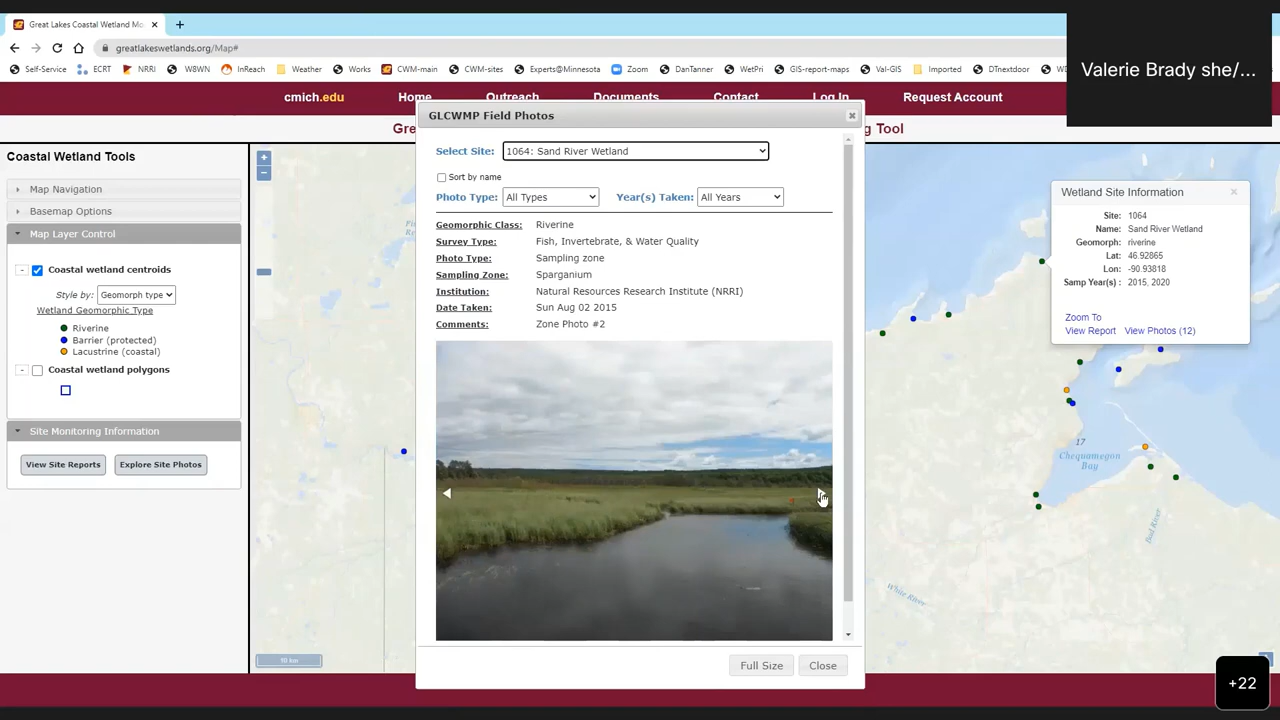 Great Lakes Coastal Wetland Mo
greatlakeswetlands.org/Map#
Self-Service ECRT NRRI W8WN InReach Weather Works CWM-main CWM-sites Experts@Minnesota Zoom DanTanner WetPri GIS-report-maps Val-GIS Imported DTnextdoor
Valerie Brady she/...
cmich.edu Home Outreach Documents Contact Log In Request Account
Gre
ng Tool
Coastal Wetland Tools
Map Navigation
Basemap Options
Map Layer Control
Coastal wetland centroids
Style by: Geomorph type
Wetland Geomorphic Type
Riverine
Barrier (protected)
Lacustrine (coastal)
Coastal wetland polygons
Site Monitoring Information
View Site Reports Explore Site Photos
10 km
GLCWMP Field Photos
Select Site: 1064: Sand River Wetland
Sort by name
Photo Type: All Types Year(s) Taken: All Years
Geomorphic Class: Riverine
Survey Type: Fish, Invertebrate, & Water Quality
Photo Type: Sampling zone
Sampling Zone: Sparganium
Institution: Natural Resources Research Institute (NRRI)
Date Taken: Sun Aug 02 2015
Comments: Zone Photo #2
Full Size Close
Wetland Site Information
Site: 1064
Name: Sand River Wetland
Geomorph: riverine
Lat: 46.92865
Lon: -90.93818
Samp Year(s): 2015, 2020
Zoom To
View Report View Photos (12)
17
Chequamegon
Bay
Bad River
White River
+22